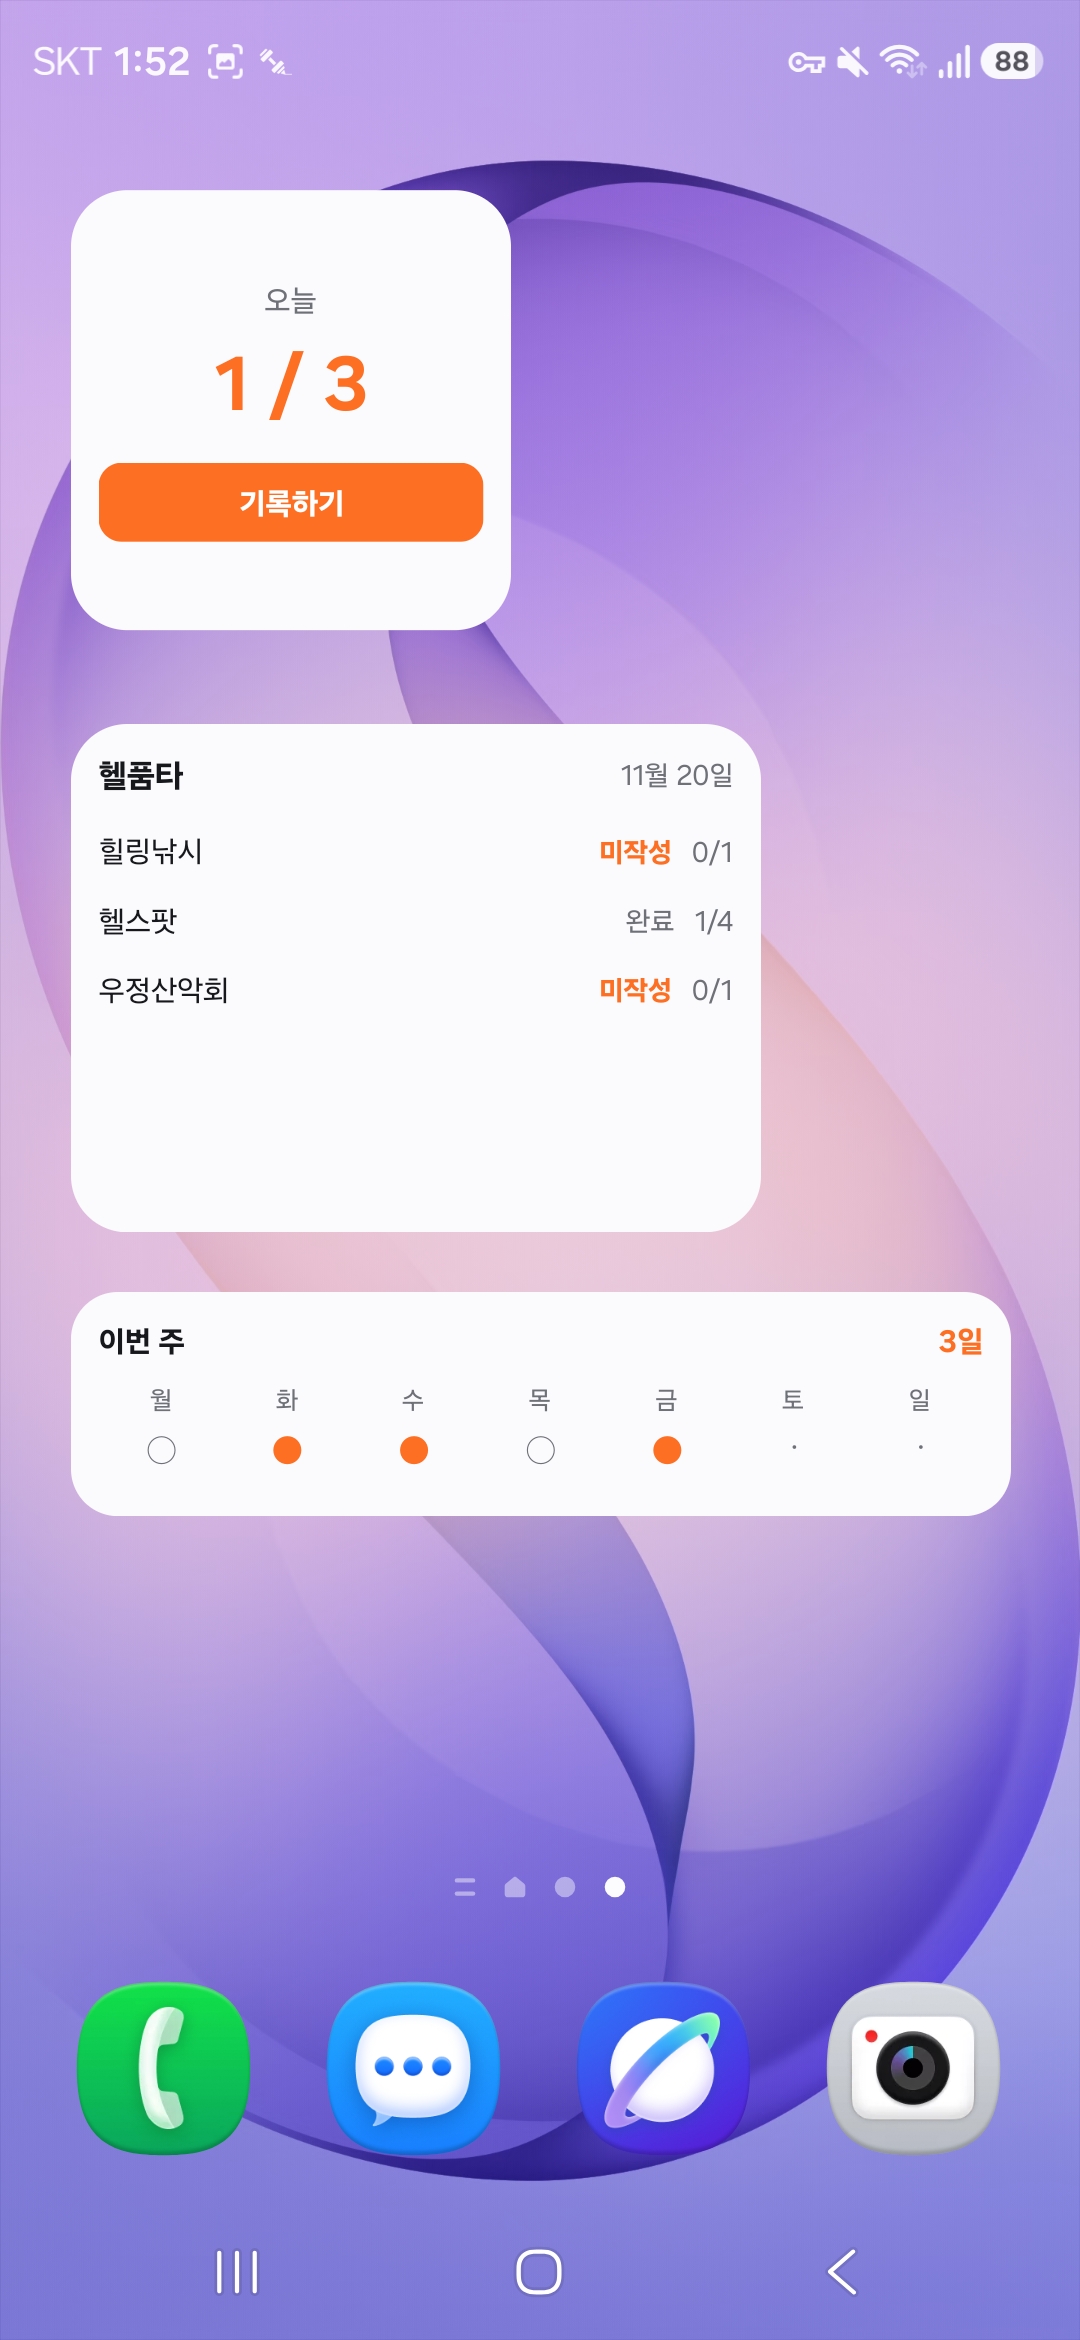 SKT 1:52 88
오늘
1 / 3
기록하기
헬품타 11월 20일
힐링낚시 미작성 0/1
헬스팟 완료 1/4
우정산악회 미작성 0/1
이번 주 3일
월 화 수 목 금 토 일